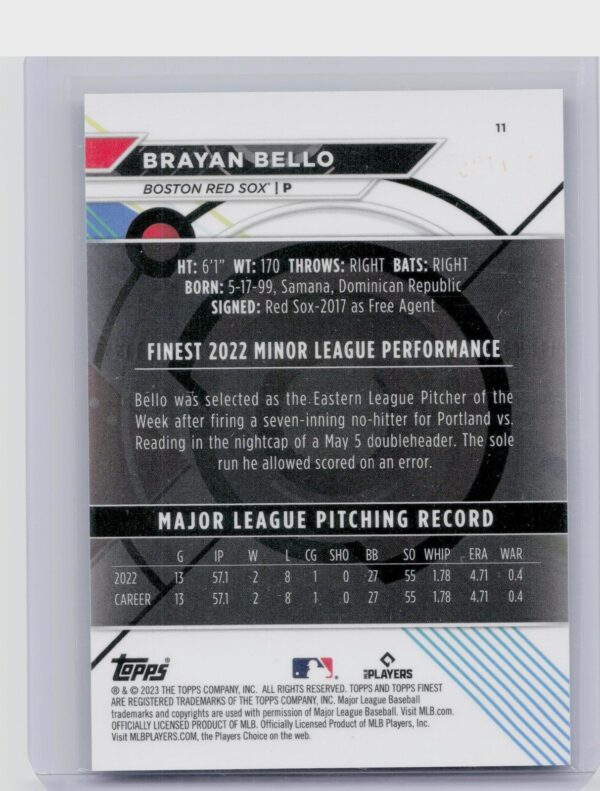 11
BRAYAN BELLO
BOSTON RED SOX® | P
HT: 6'1" WT: 170 THROWS: RIGHT BATS: RIGHT
BORN: 5-17-99, Samana, Dominican Republic
SIGNED: Red Sox-2017 as Free Agent
FINEST 2022 MINOR LEAGUE PERFORMANCE
Bello was selected as the Eastern League Pitcher of the
Week after firing a seven-inning no-hitter for Portland vs.
Reading in the nightcap of a May 5 doubleheader. The sole
run he allowed scored on an error.
MAJOR LEAGUE PITCHING RECORD
G IP W L CG SHO BB SO WHIP ERA WAR
2022 13 57.1 2 8 1 0 27 55 1.78 4.71 0.4
CAREER 13 57.1 2 8 1 0 27 55 1.78 4.71 0.4
topps® MLB PLAYERS
® & © 2023 THE TOPPS COMPANY, INC. ALL RIGHTS RESERVED. TOPPS AND TOPPS FINEST
ARE REGISTERED TRADEMARKS OF THE TOPPS COMPANY, INC. Major League Baseball
trademarks and copyrights are used with permission of Major League Baseball. Visit MLB.com.
OFFICIALLY LICENSED PRODUCT OF MLB. Officially Licensed Product of MLB Players, Inc.
Visit MLBPLAYERS.COM, the Players Choice on the web.